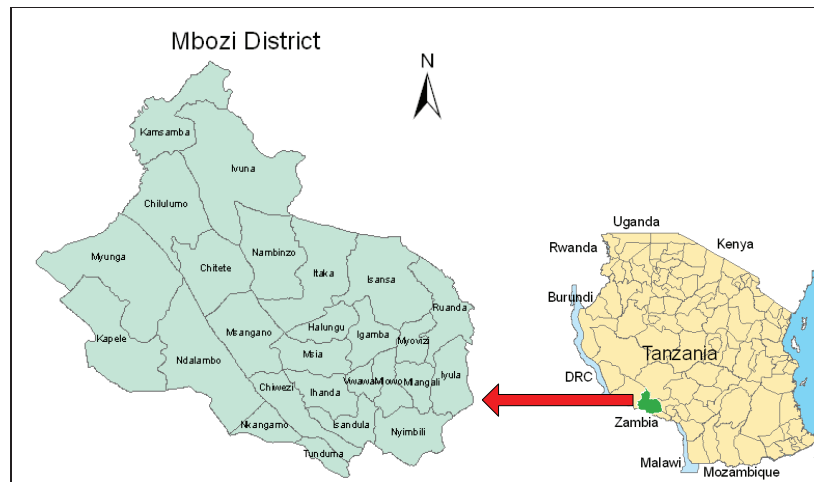 Mbozi District
N
Kamsamba
Ivuna
Chilulumo
Myunga
Chitete
Nambinzo
Itaka
Isansa
Ruanda
Kapele
Ndalambo
Msangano
Halungu
Igamba
Myovizi
Msia
Iyula
Chiwezi
Ihanda
Vwawa
Mlowo
Mlangali
Nkangamo
Isandula
Nyimbili
Tunduma
Uganda
Rwanda
Kenya
Burundi
Tanzania
DRC
Zambia
Malawi
Mozambique